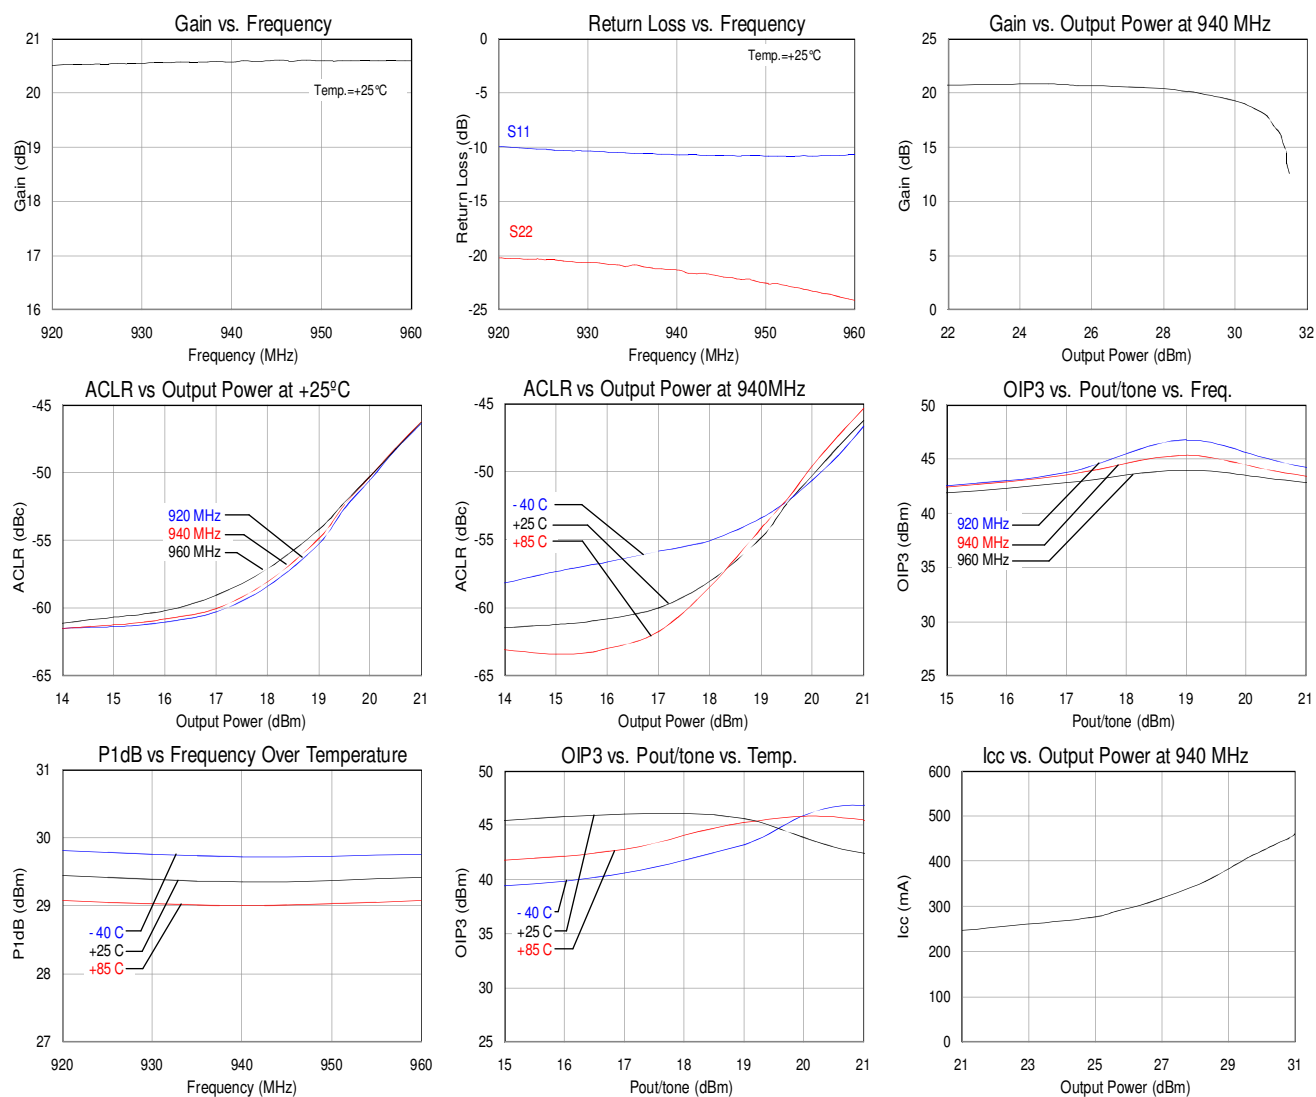 Gain vs. Frequency
21
20
19
18
17
16
Gain (dB)
Temp.=+25°C
920 930 940 950 960
Frequency (MHz)
Return Loss vs. Frequency
0
-5
-10
-15
-20
-25
Return Loss (dB)
Temp.=+25°C
S11
S22
920 930 940 950 960
Frequency (MHz)
Gain vs. Output Power at 940 MHz
25
20
15
10
5
0
Gain (dB)
22 24 26 28 30 32
Output Power (dBm)
ACLR vs Output Power at +25ºC
-45
-50
-55
-60
-65
ACLR (dBc)
920 MHz
940 MHz
960 MHz
14 15 16 17 18 19 20 21
Output Power (dBm)
ACLR vs Output Power at 940MHz
-45
-50
-55
-60
-65
ACLR (dBc)
- 40 C
+25 C
+85 C
14 15 16 17 18 19 20 21
Output Power (dBm)
OIP3 vs. Pout/tone vs. Freq.
50
45
40
35
30
25
OIP3 (dBm)
920 MHz
940 MHz
960 MHz
15 16 17 18 19 20 21
Pout/tone (dBm)
P1dB vs Frequency Over Temperature
31
30
29
28
27
P1dB (dBm)
- 40 C
+25 C
+85 C
920 930 940 950 960
Frequency (MHz)
OIP3 vs. Pout/tone vs. Temp.
50
45
40
35
30
25
OIP3 (dBm)
- 40 C
+25 C
+85 C
15 16 17 18 19 20 21
Pout/tone (dBm)
Icc vs. Output Power at 940 MHz
600
500
400
300
200
100
0
Icc (mA)
21 23 25 27 29 31
Output Power (dBm)